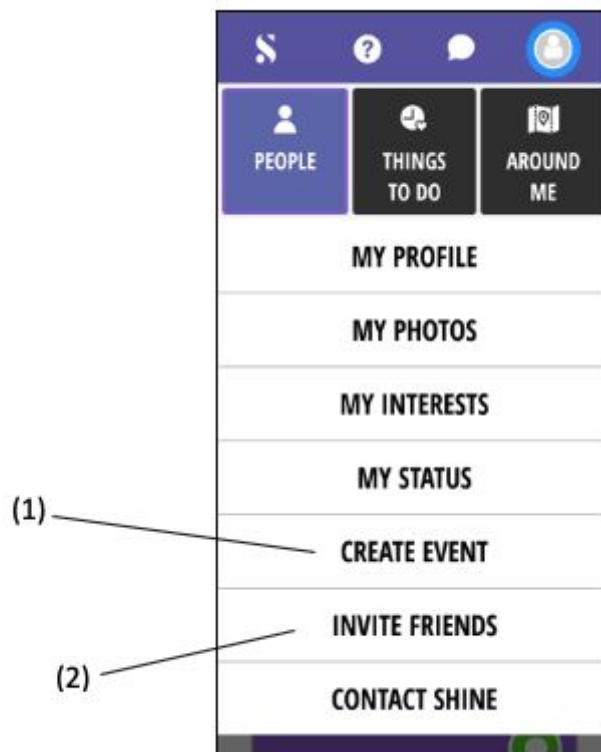 S ?
PEOPLE
THINGS
TO DO
AROUND
ME
MY PROFILE
MY PHOTOS
MY INTERESTS
MY STATUS
(1)
CREATE EVENT
INVITE FRIENDS
(2)
CONTACT SHINE